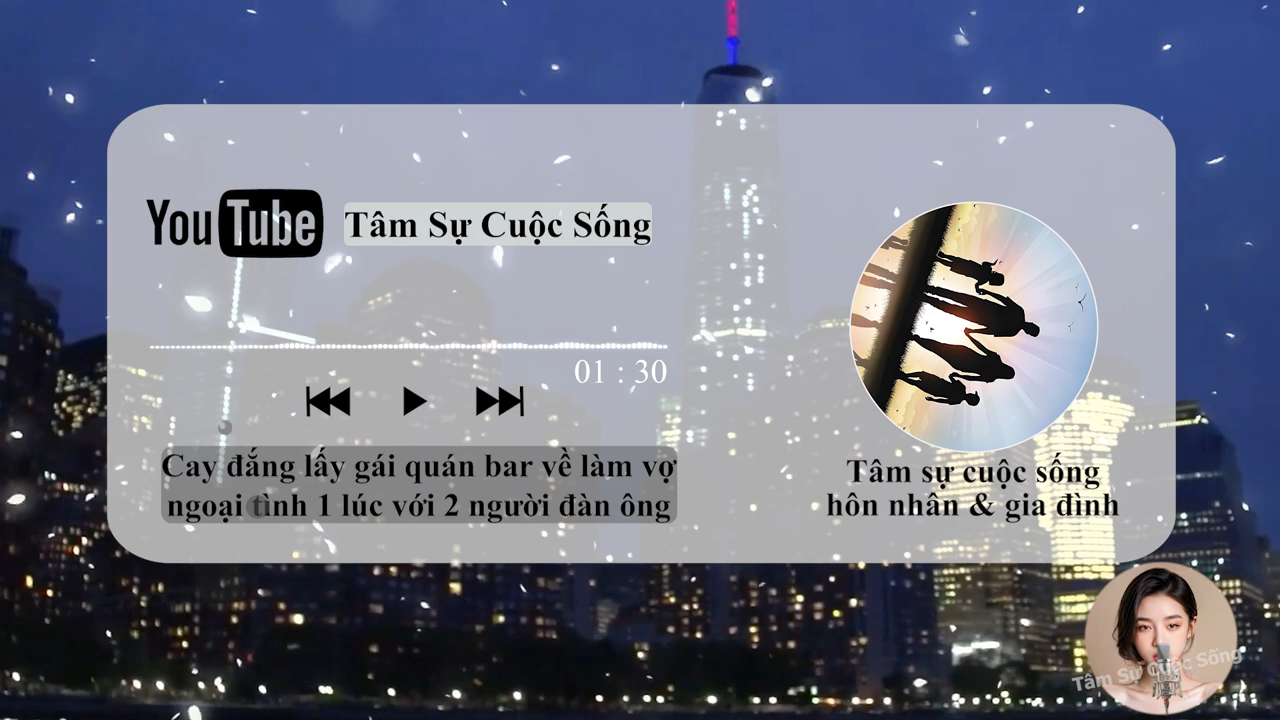 YouTube Tâm Sự Cuộc Sống
01 : 30
Cay đắng lấy gái quán bar về làm vợ
ngoại tình 1 lúc với 2 người đàn ông
Tâm sự cuộc sống
hôn nhân & gia đình
Tâm Sự Cuộc Sống